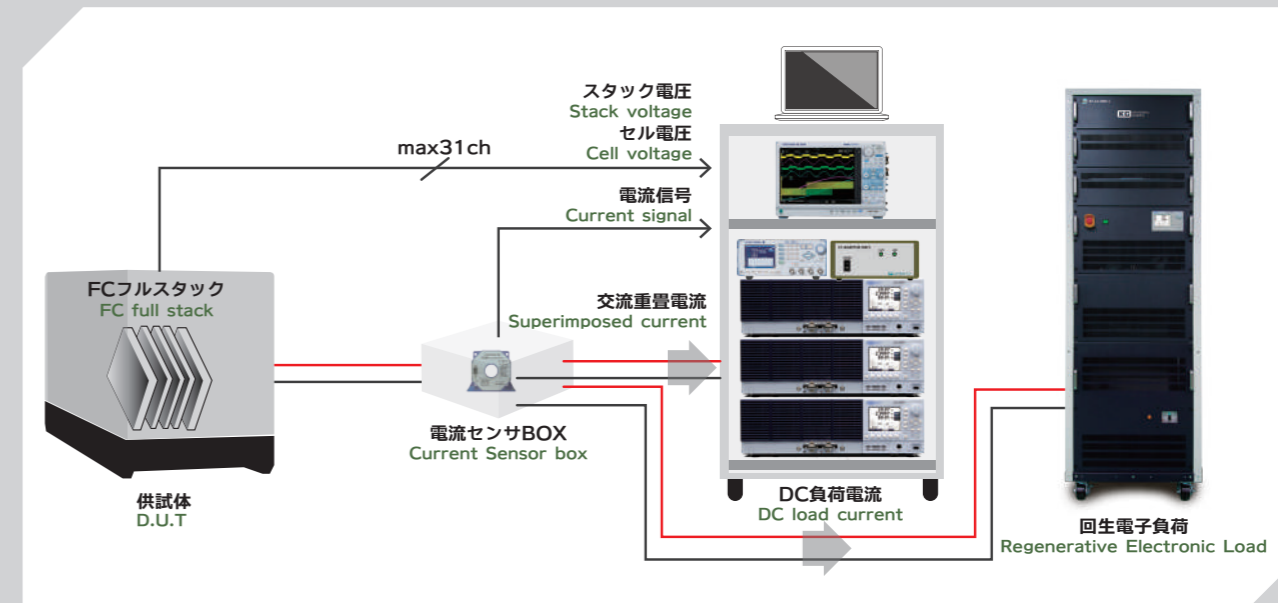 スタック電圧
Stack voltage
セル電圧
Cell voltage
max31ch
電流信号
Current signal
FCフルスタック
FC full stack
交流重畳電流
Superimposed current
電流センサBOX
Current Sensor box
供試体
D.U.T
DC負荷電流
DC load current
回生電子負荷
Regenerative Electronic Load